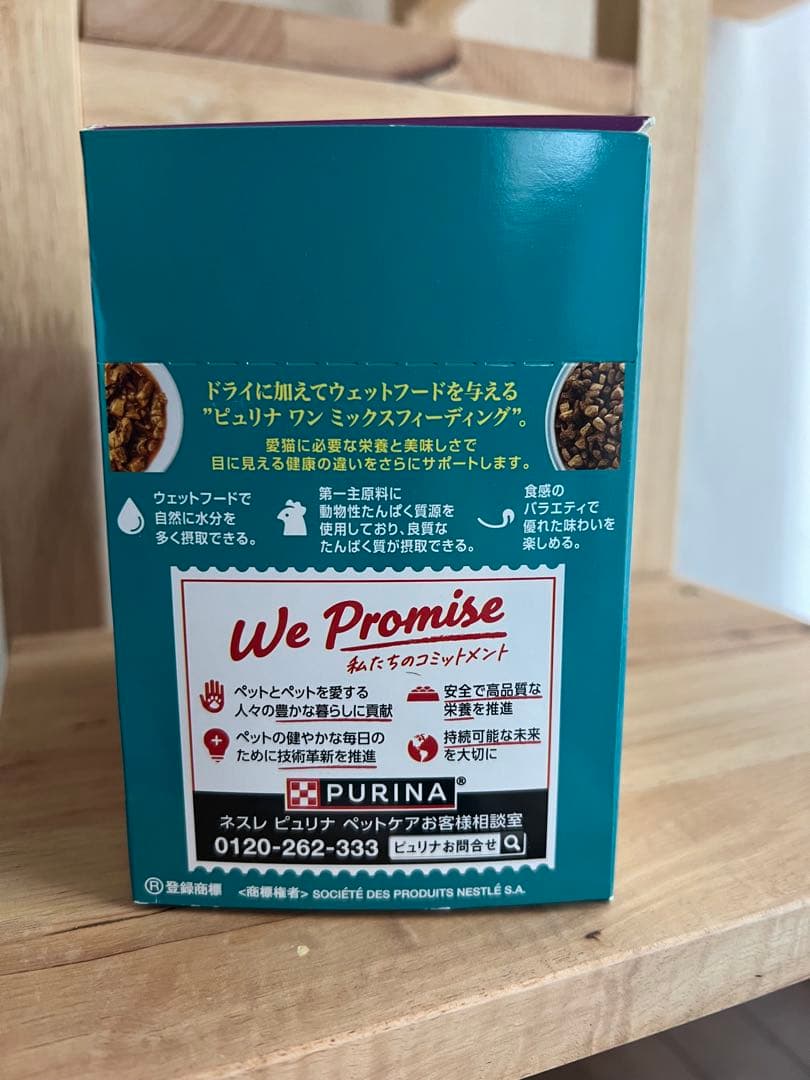 ドライに加えてウェットフードを与える
”ピュリナ ワン ミックスフィーディング”。
愛猫に必要な栄養と美味しさで
目に見える健康の違いをさらにサポートします。
ウェットフードで
自然に水分を
多く摂取できる。
第一主原料に
動物性たんぱく質源を
使用しており、良質な
たんぱく質が摂取できる。
食感の
バラエティで
優れた味わいを
楽しめる。
We Promise
私たちのコミットメント
ペットとペットを愛する
人々の豊かな暮らしに貢献
安全で高品質な
栄養を推進
ペットの健やかな毎日の
ために技術革新を推進
持続可能な未来
を大切に
PURINA®
ネスレ ピュリナ ペットケアお客様相談室
0120-262-333 ピュリナお問合せ
®登録商標 <商標権者> SOCIÉTÉ DES PRODUITS NESTLÉ S.A.